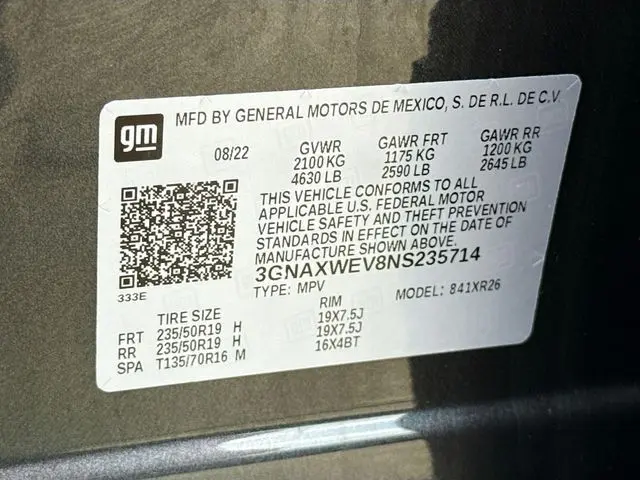 gm
MFD BY GENERAL MOTORS DE MEXICO, S. DE R.L. DE C.V.
08/22 GVWR GAWR FRT GAWR RR
2100 KG 1175 KG 1200 KG
4630 LB 2590 LB 2645 LB
THIS VEHICLE CONFORMS TO ALL
APPLICABLE U.S. FEDERAL MOTOR
VEHICLE SAFETY AND THEFT PREVENTION
STANDARDS IN EFFECT ON THE DATE OF
MANUFACTURE SHOWN ABOVE.
3GNAXWEV8NS235714
333E
TYPE: MPV MODEL: 841XR26
TIRE SIZE RIM
FRT 235/50R19 H 19X7.5J
RR 235/50R19 H 19X7.5J
SPA T135/70R16 M 16X4BT